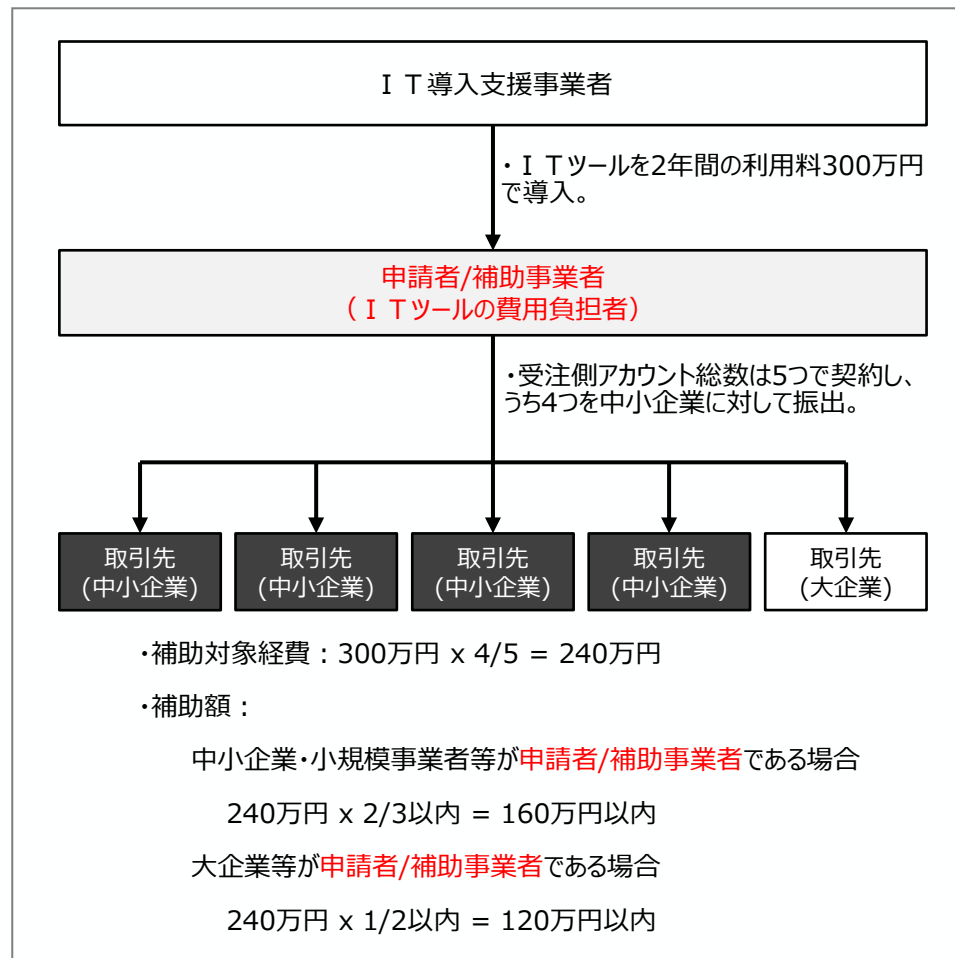 ＩＴ導入支援事業者
・ＩＴツールを2年間の利用料300万円
で導入。
申請者/補助事業者
（ＩＴツールの費用負担者）
・受注側アカウント総数は5つで契約し、
うち4つを中小企業に対して振出。
取引先
(中小企業)
取引先
(中小企業)
取引先
(中小企業)
取引先
(中小企業)
取引先
(大企業)
・補助対象経費：300万円 x 4/5 = 240万円
・補助額：
中小企業・小規模事業者等が申請者/補助事業者である場合
240万円 x 2/3以内 = 160万円以内
大企業等が申請者/補助事業者である場合
240万円 x 1/2以内 = 120万円以内